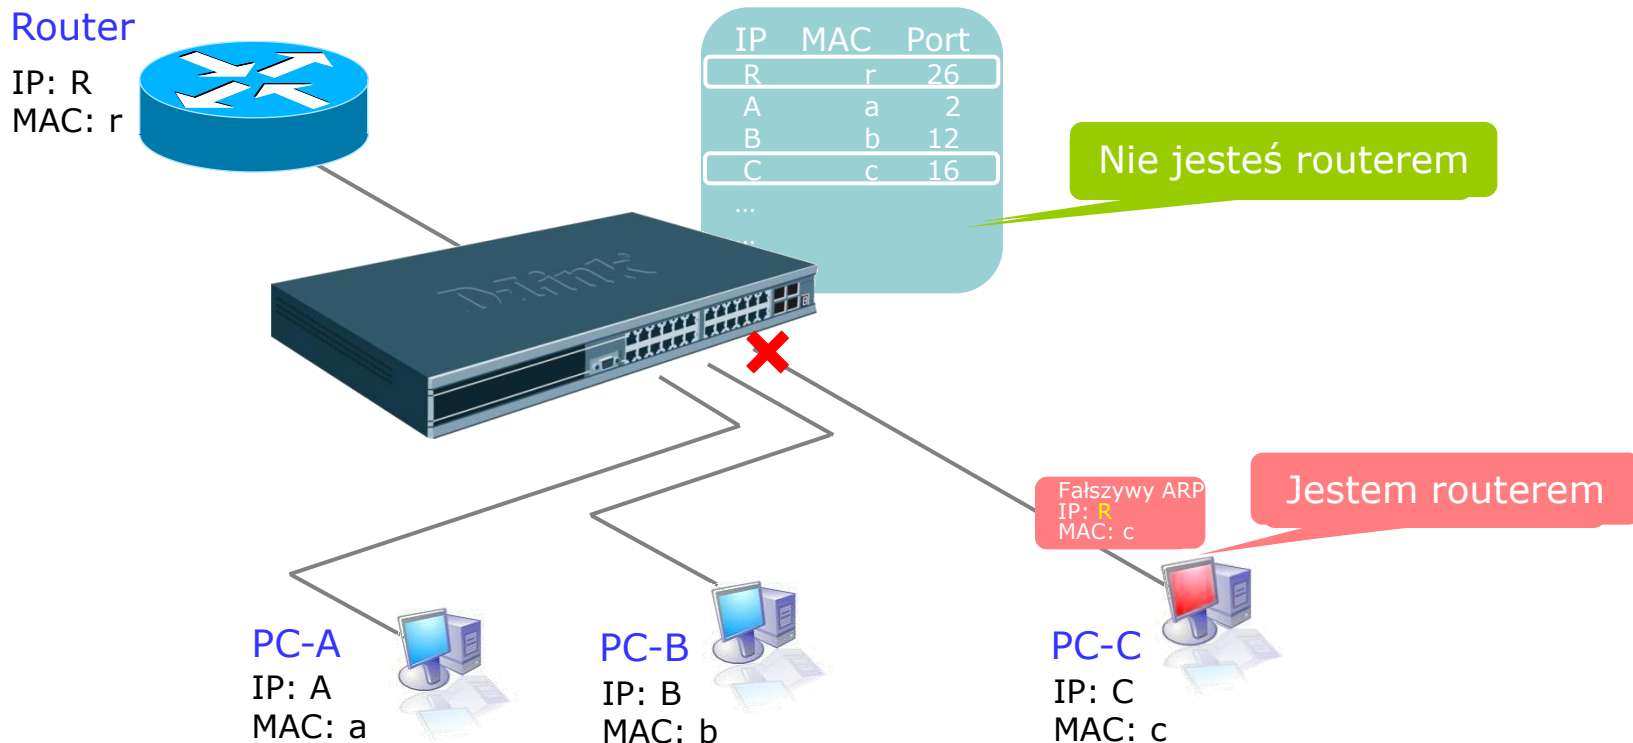 Router
IP: R
MAC: r
IP MAC Port
R r 26
A a 2
B b 12
C c 16
...
...
Nie jesteś routerem
D-Link
Fałszywy ARP
IP: R
MAC: c
Jestem routerem
PC-A
IP: A
MAC: a
PC-B
IP: B
MAC: b
PC-C
IP: C
MAC: c